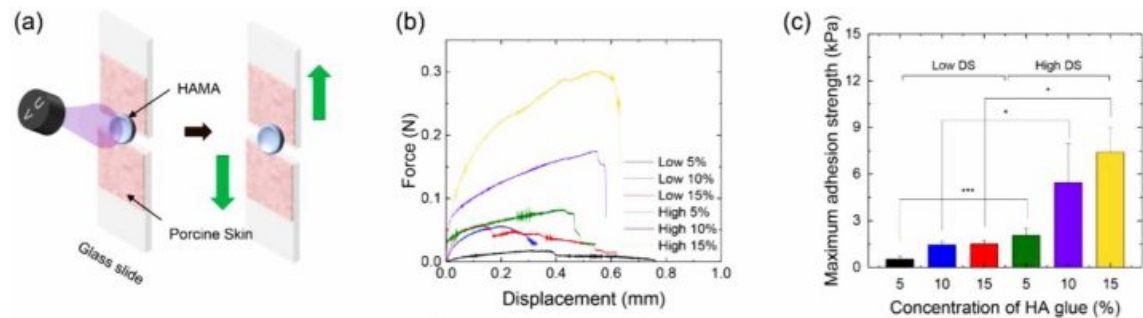 (a)
UV
HAMA
Porcine Skin
Glass slide
(b)
Force (N)
0.3
0.2
0.1
0.0
Low 5%
Low 10%
Low 15%
High 5%
High 10%
High 15%
0.0 0.2 0.4 0.6 0.8 1.0
Displacement (mm)
(c)
Maximum adhesion strength (kPa)
15
12
9
6
3
0
Low DS High DS
*
*
***
5 10 15 5 10 15
Concentration of HA glue (%)